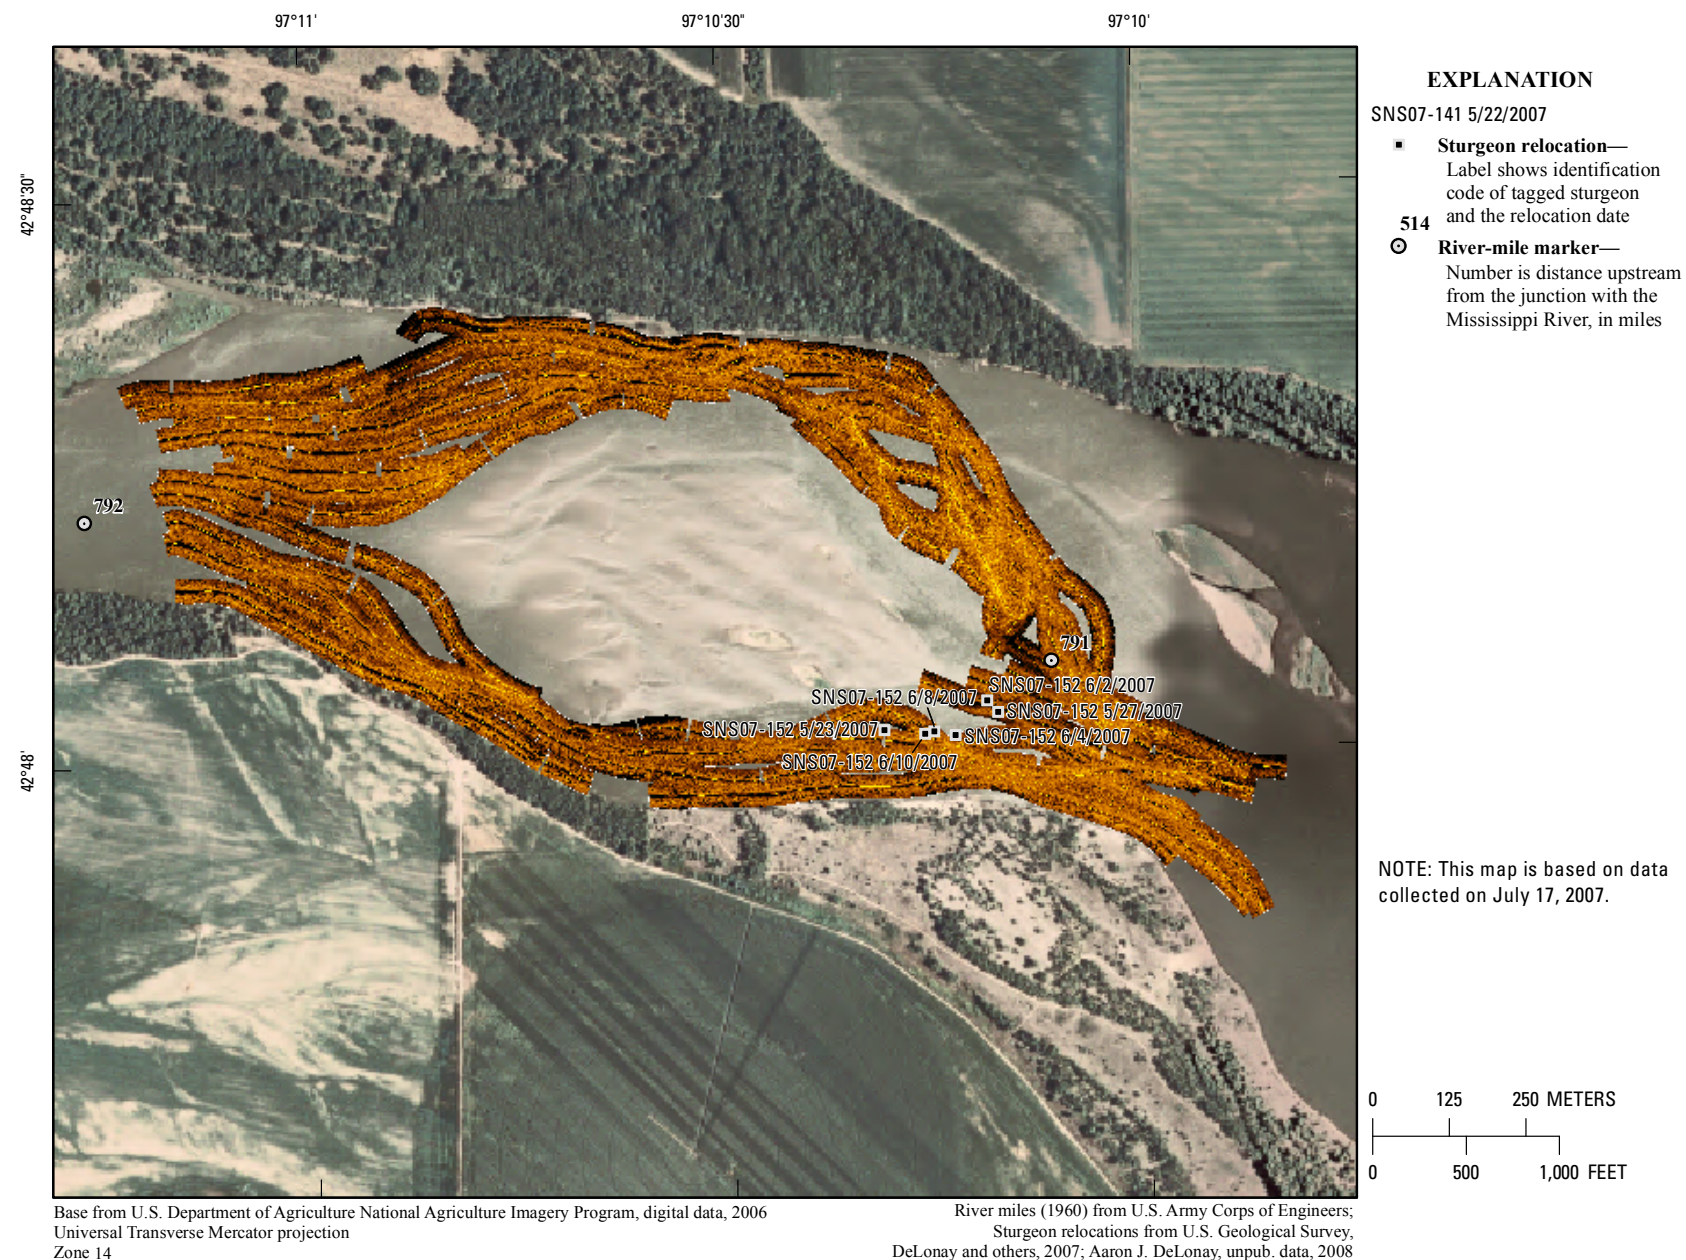 97°11'
97°10'30"
97°10'
42°48'30"
42°48'
792
791
SNS07-152 6/2/2007
SNS07-152 6/8/2007
SNS07-152 5/27/2007
SNS07-152 5/23/2007
SNS07-152 6/4/2007
SNS07-152 6/10/2007
EXPLANATION
SNS07-141 5/22/2007
Sturgeon relocation—
Label shows identification
code of tagged sturgeon
and the relocation date
514
River-mile marker—
Number is distance upstream
from the junction with the
Mississippi River, in miles
NOTE: This map is based on data
collected on July 17, 2007.
0 125 250 METERS
0 500 1,000 FEET
Base from U.S. Department of Agriculture National Agriculture Imagery Program, digital data, 2006
Universal Transverse Mercator projection
Zone 14
River miles (1960) from U.S. Army Corps of Engineers;
Sturgeon relocations from U.S. Geological Survey,
DeLonay and others, 2007; Aaron J. DeLonay, unpub. data, 2008